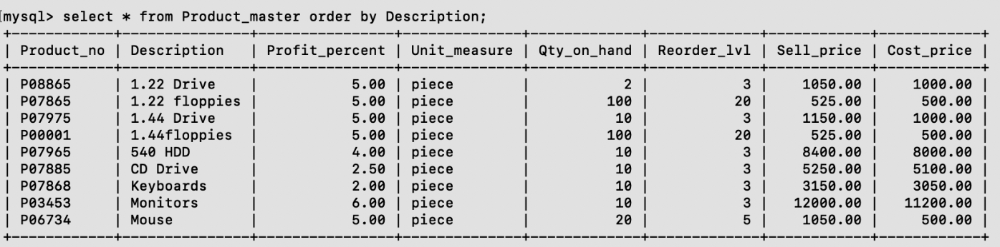 [mysql> select * from Product_master order by Description;
+------------+----------------+----------------+--------------+-------------+-------------+------------+------------+
| Product_no | Description | Profit_percent | Unit_measure | Qty_on_hand | Reorder_lvl | Sell_price | Cost_price |
+------------+----------------+----------------+--------------+-------------+-------------+------------+------------+
| P08865 | 1.22 Drive | 5.00 | piece | 2 | 3 | 1050.00 | 1000.00 |
| P07865 | 1.22 floppies | 5.00 | piece | 100 | 20 | 525.00 | 500.00 |
| P07975 | 1.44 Drive | 5.00 | piece | 10 | 3 | 1150.00 | 1000.00 |
| P00001 | 1.44floppies | 5.00 | piece | 100 | 20 | 525.00 | 500.00 |
| P07965 | 540 HDD | 4.00 | piece | 10 | 3 | 8400.00 | 8000.00 |
| P07885 | CD Drive | 2.50 | piece | 10 | 3 | 5250.00 | 5100.00 |
| P07868 | Keyboards | 2.00 | piece | 10 | 3 | 3150.00 | 3050.00 |
| P03453 | Monitors | 6.00 | piece | 10 | 3 | 12000.00 | 11200.00 |
| P06734 | Mouse | 5.00 | piece | 20 | 5 | 1050.00 | 500.00 |
+------------+----------------+----------------+--------------+-------------+-------------+------------+------------+